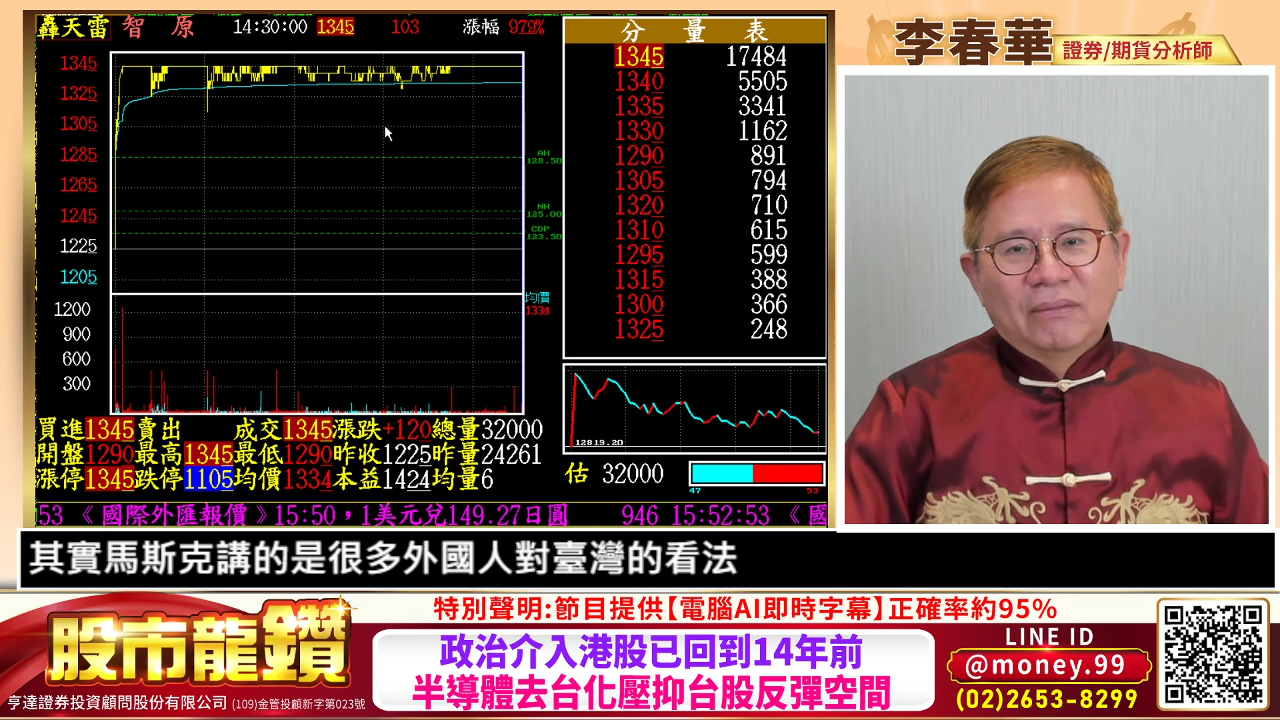 轟天雷 智原 14:30:00 1345 103 漲幅 979%
分量表
1345 17484
1340 5505
1335 3341
1330 1162
1290 891
1305 794
1320 710
1310 615
1295 599
1315 388
1300 366
1325 248
1345
1325
1305
1285
1265
1245
1225
1205
AH
128.50
NH
125.00
CDP
123.50
均價
1334
1200
900
600
300
12819.20
買進1345賣出 成交1345漲跌+120總量32000
開盤1290最高1345最低1290昨收1225昨量24261
漲停1345跌停1105均價1334本益1424均量6
估 32000
47 53
53 《國際外匯報價》15:50，1美元兌149.27日圓 946 15:52:53 《國
李春華 證券/期貨分析師
其實馬斯克講的是很多外國人對臺灣的看法
特別聲明:節目提供【電腦AI即時字幕】正確率約95%
股市龍鑽
亨達證券投資顧問股份有限公司 (109)金管投顧新字第023號
政治介入港股已回到14年前
半導體去台化壓抑台股反彈空間
LINE ID
@money.99
(02)2653-8299